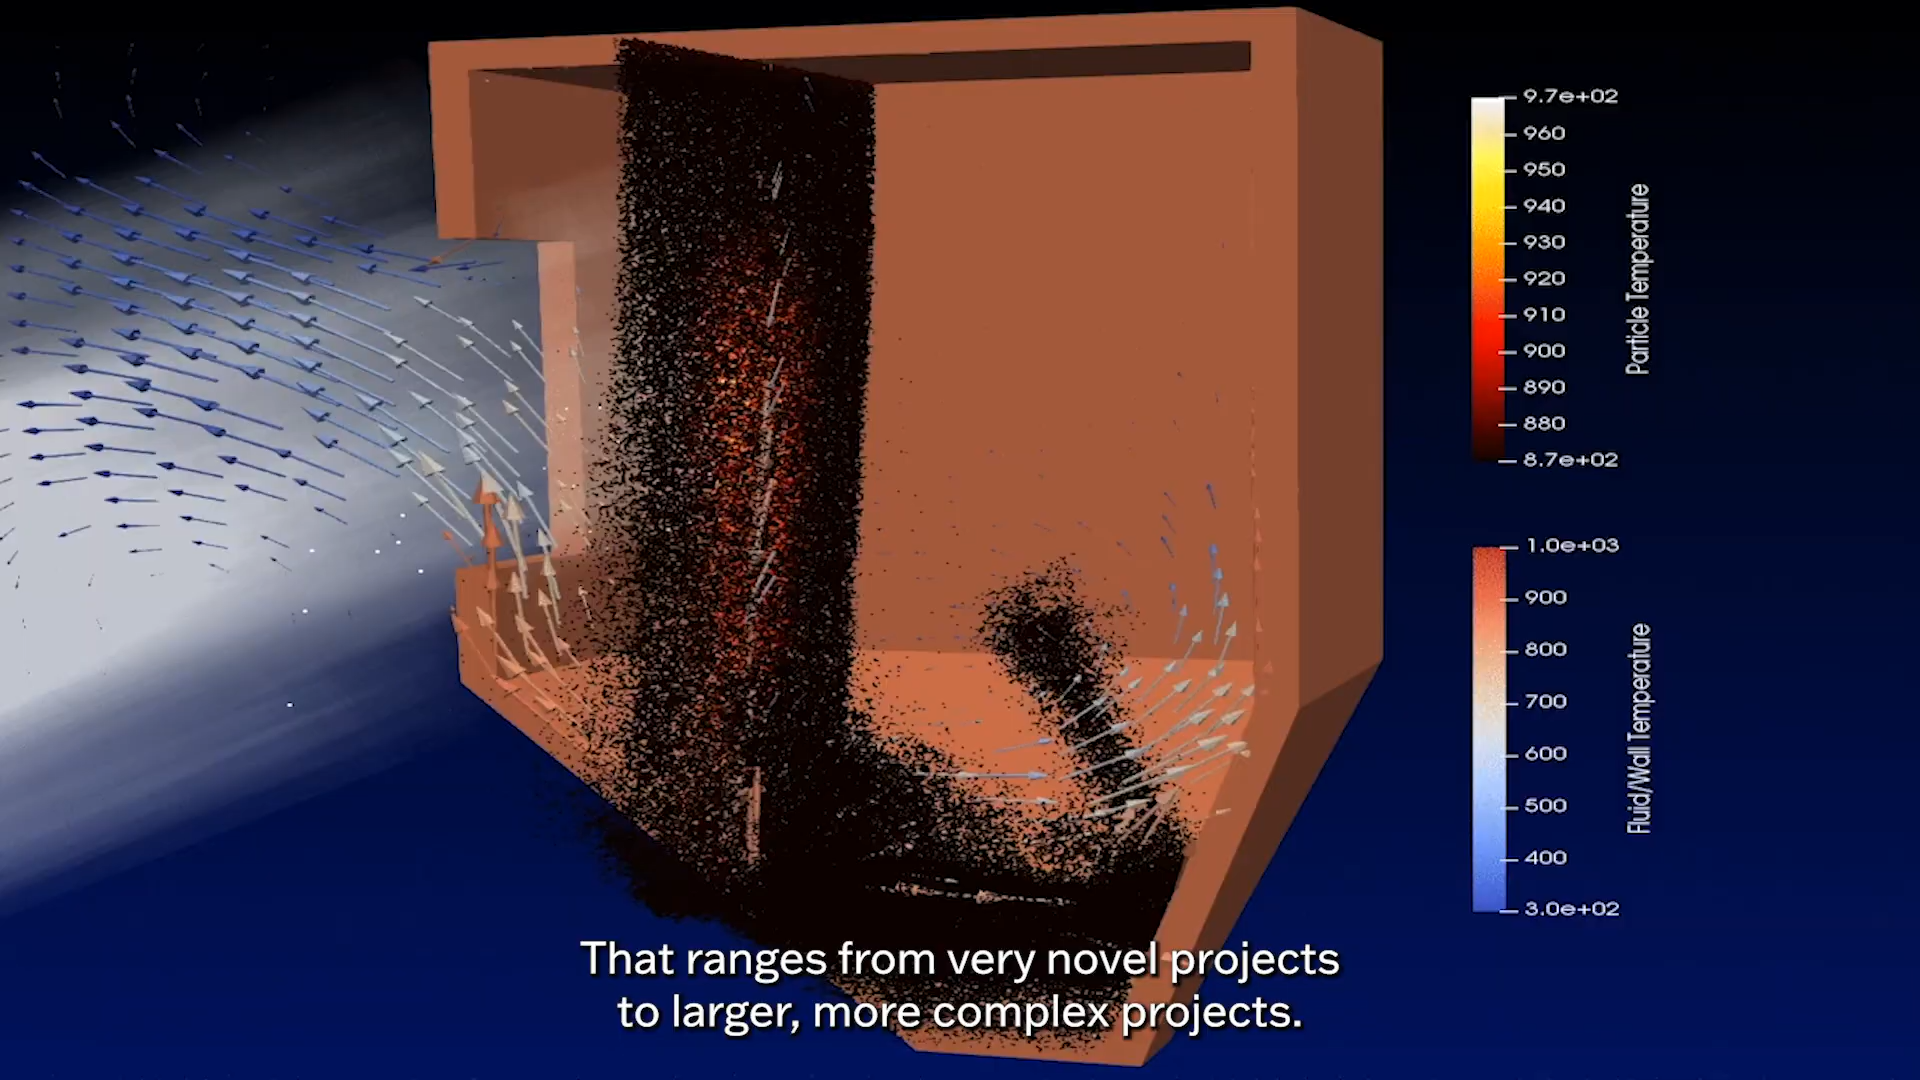 9.7e+02
960
950
940
930
920
910
900
890
880
8.7e+02
Particle Temperature
1.0e+03
900
800
700
600
500
400
3.0e+02
Fluid/Wall Temperature
That ranges from very novel projects
to larger, more complex projects.